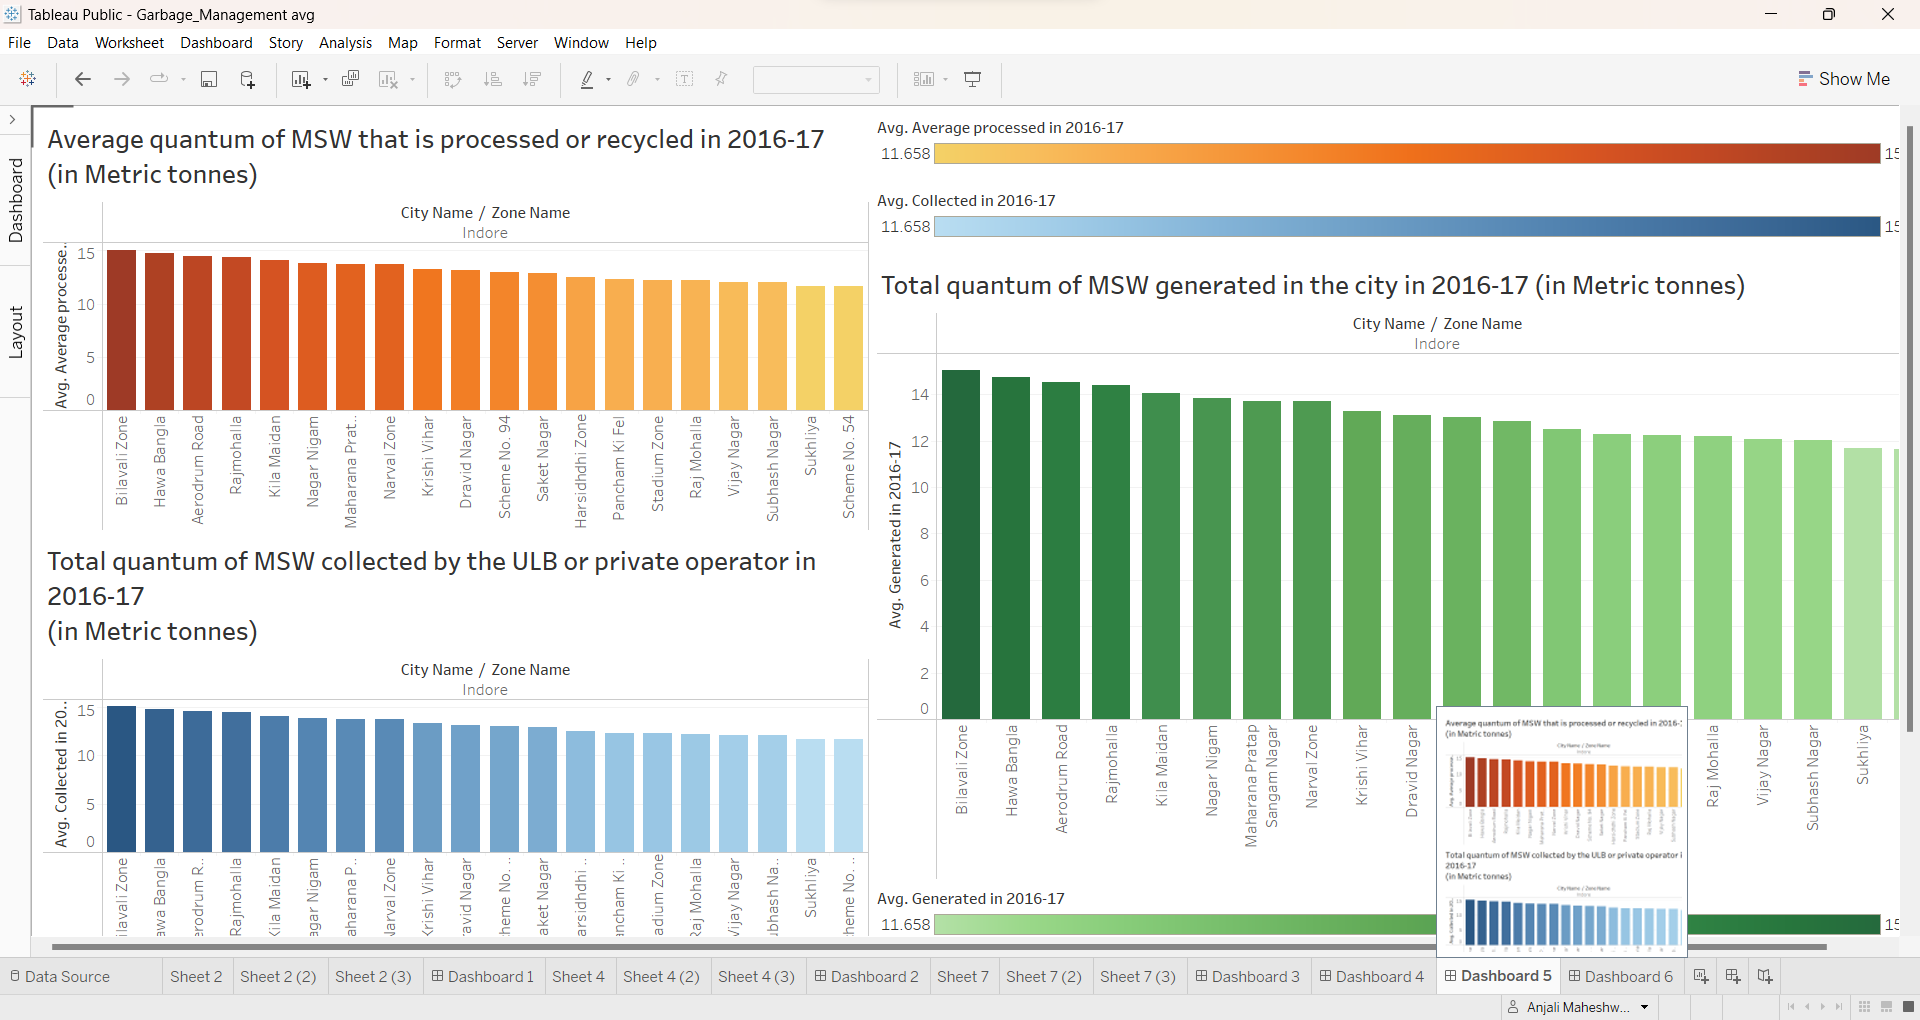 Tableau Public - Garbage_Management avg
File Data Worksheet Dashboard Story Analysis Map Format Server Window Help
Show Me
Dashboard
Layout
Average quantum of MSW that is processed or recycled in 2016-17
(in Metric tonnes)
City Name / Zone Name
Indore
Avg. Average processe..
15
10
5
0
Bilavali Zone
Hawa Bangla
Aerodrum Road
Rajmohalla
Kila Maidan
Nagar Nigam
Maharana Prat..
Narval Zone
Krishi Vihar
Dravid Nagar
Scheme No. 94
Saket Nagar
Harsidhdhi Zone
Pancham Ki Fel
Stadium Zone
Raj Mohalla
Vijay Nagar
Subhash Nagar
Sukhliya
Scheme No. 54
Total quantum of MSW collected by the ULB or private operator in
2016-17
(in Metric tonnes)
City Name / Zone Name
Indore
Avg. Collected in 20..
15
10
5
0
ilavali Zone
awa Bangla
erodrum R..
Rajmohalla
Kila Maidan
agar Nigam
aharana P..
Narval Zone
Krishi Vihar
ravid Nagar
heme No. ..
aket Nagar
arsidhdhi ..
ancham Ki ..
adium Zone
Raj Mohalla
Vijay Nagar
ubhash Na..
Sukhliya
heme No. ..
Avg. Average processed in 2016-17
11.658 15
Avg. Collected in 2016-17
11.658 15
Total quantum of MSW generated in the city in 2016-17 (in Metric tonnes)
City Name / Zone Name
Indore
Avg. Generated in 2016-17
14
12
10
8
6
4
2
0
Bilavali Zone
Hawa Bangla
Aerodrum Road
Rajmohalla
Kila Maidan
Nagar Nigam
Maharana Pratap
Sangam Nagar
Narval Zone
Krishi Vihar
Dravid Nagar
Raj Mohalla
Vijay Nagar
Subhash Nagar
Sukhliya
Avg. Generated in 2016-17
11.658 15
Average quantum of MSW that is processed or recycled in 2016-
(in Metric tonnes)
City Name / Zone Name
Total quantum of MSW collected by the ULB or private operator i
2016-17
(in Metric tonnes)
City Name / Zone Name
Data Source Sheet 2 Sheet 2 (2) Sheet 2 (3) Dashboard 1 Sheet 4 Sheet 4 (2) Sheet 4 (3) Dashboard 2 Sheet 7 Sheet 7 (2) Sheet 7 (3) Dashboard 3 Dashboard 4 Dashboard 5 Dashboard 6
Anjali Maheshw...